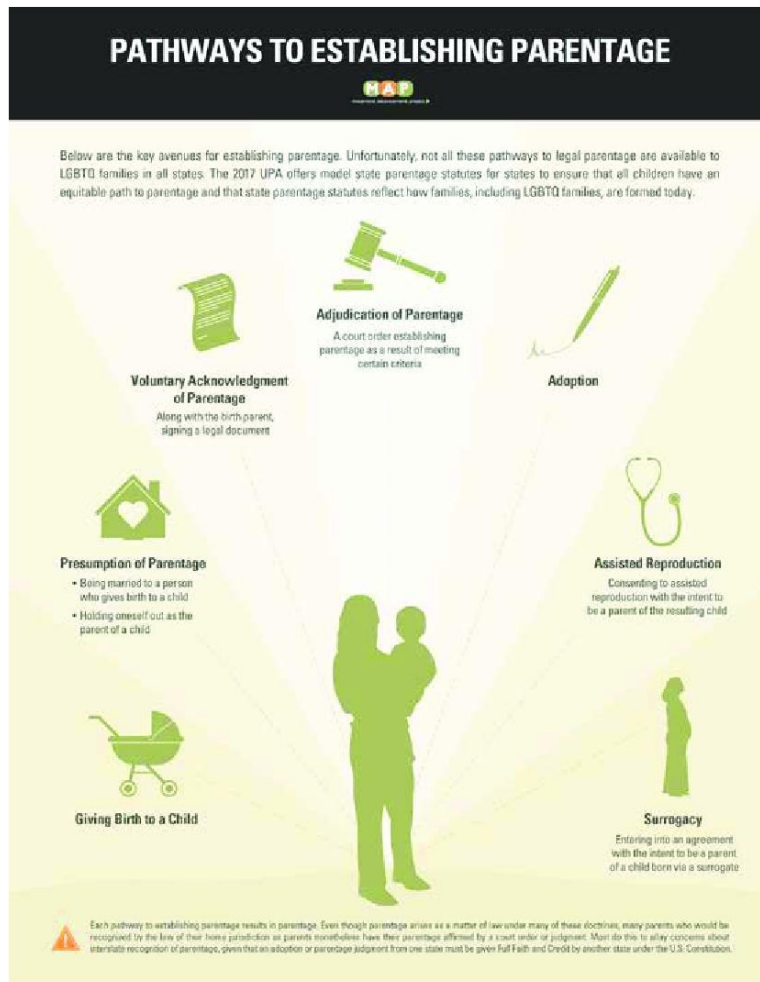 PATHWAYS TO ESTABLISHING PARENTAGE
MAP
Below are the key avenues for establishing parentage. Unfortunately, not all these pathways to legal parentage are available to
LGBTQ families in all states. The 2017 UPA offers model state parentage statutes for states to ensure that all children have an
equitable path to parentage and that state parentage statutes reflect how families, including LGBTQ families, are formed today.
Adjudication of Parentage
A court order establishing
parentage as a result of meeting
certain criteria
Voluntary Acknowledgment
of Parentage
Along with the birth parent,
signing a legal document
Adoption
Presumption of Parentage
• Being married to a person
who gives birth to a child
• Holding oneself out as the
parent of a child
Assisted Reproduction
Consenting to assisted
reproduction with the intent to
be a parent of the resulting child
Giving Birth to a Child
Surrogacy
Entering into an agreement
with the intent to be a parent
of a child born via a surrogate
Each pathway to establishing parentage results in parentage. Even though parentage arises as a matter of law under many of these doctrines, many parents who would be
recognized by the law of their home jurisdiction as parents nonetheless have their parentage affirmed by a court order or judgment. Most do this to allay concerns about
interstate recognition of parentage, given that an adoption or parentage judgment from one state must be given Full Faith and Credit by another state under the U.S. Constitution.